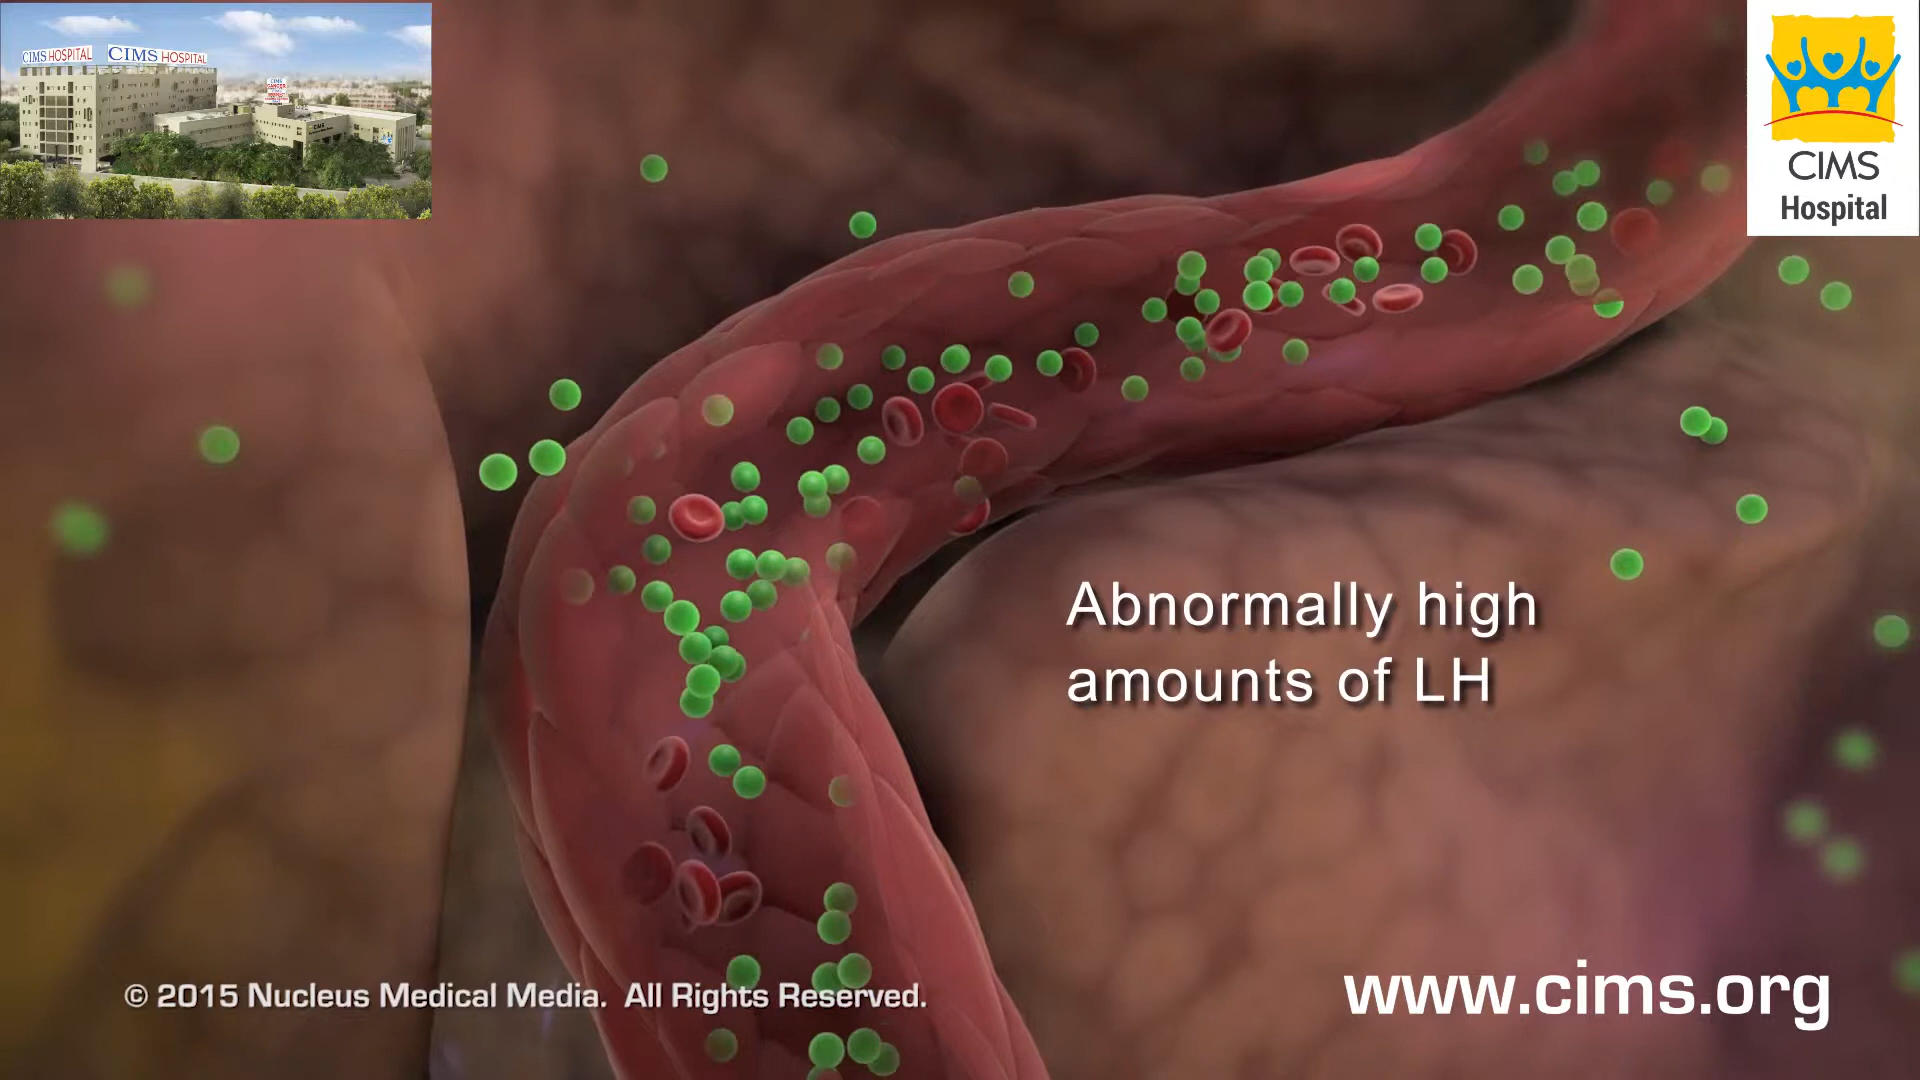 CIMS HOSPITAL CIMS HOSPITAL
CIMS
CIMS
Hospital
Abnormally high
amounts of LH
© 2015 Nucleus Medical Media. All Rights Reserved.
www.cims.org